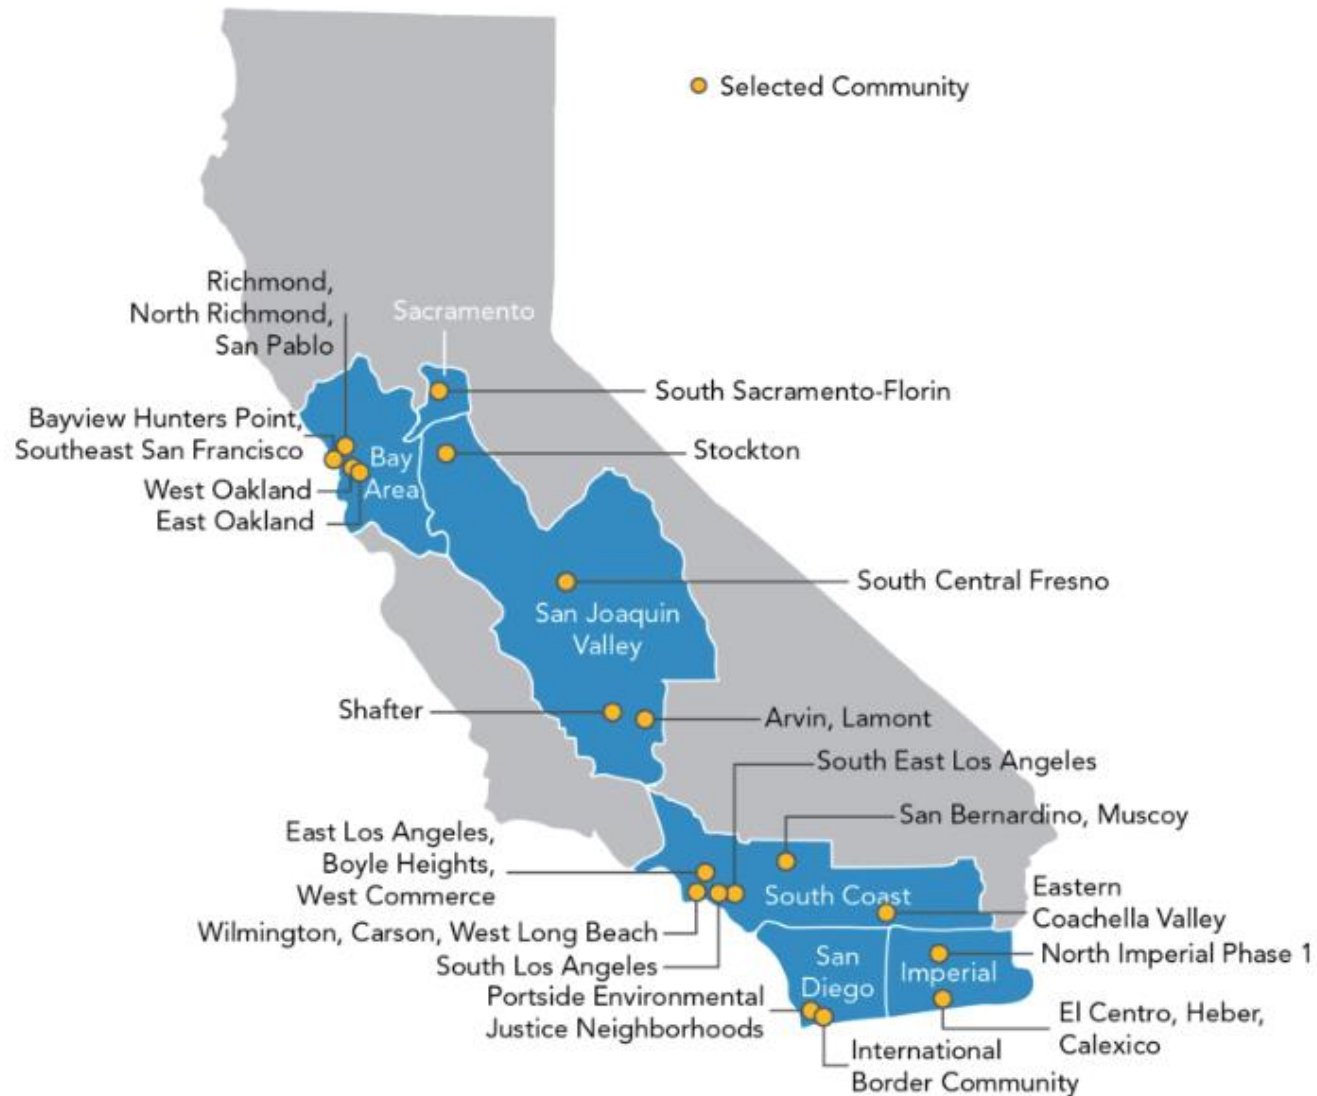 Selected Community
Richmond,
North Richmond,
San Pablo
Sacramento
South Sacramento-Florin
Bayview Hunters Point,
Southeast San Francisco
Bay
Area
Stockton
West Oakland
East Oakland
South Central Fresno
San Joaquin
Valley
Shafter
Arvin, Lamont
South East Los Angeles
San Bernardino, Muscoy
East Los Angeles,
Boyle Heights,
West Commerce
South Coast
Eastern
Coachella Valley
Wilmington, Carson, West Long Beach
South Los Angeles
San
Diego
Imperial
North Imperial Phase 1
Portside Environmental
Justice Neighborhoods
El Centro, Heber,
Calexico
International
Border Community